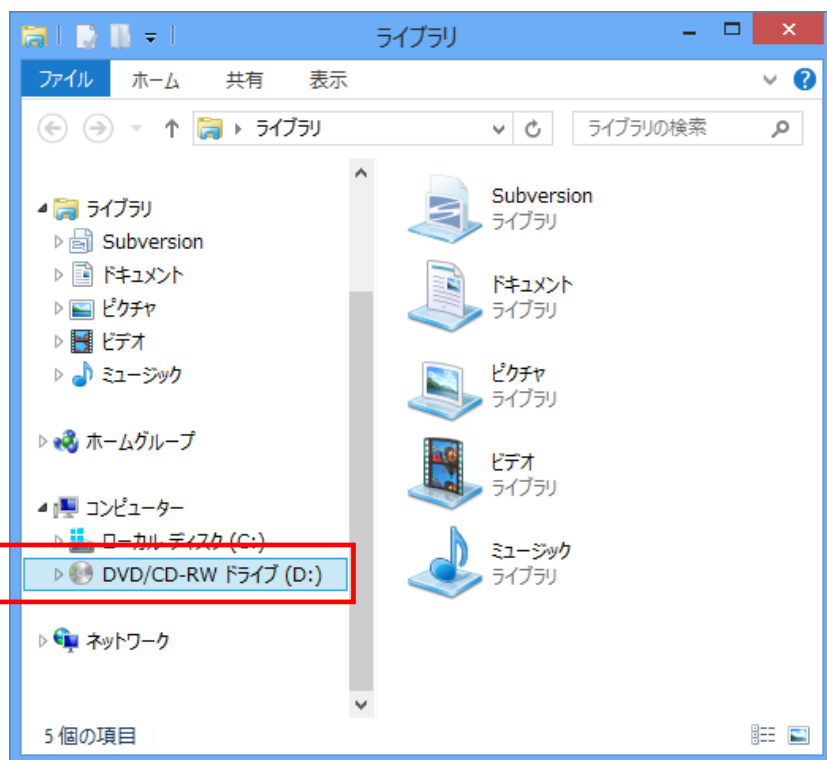 ライブラリ
ファイル ホーム 共有 表示
ライブラリ ライブラリの検索
ライブラリ
Subversion
ドキュメント
ピクチャ
ビデオ
ミュージック
ホームグループ
コンピューター
ローカル ディスク (C:)
DVD/CD-RW ドライブ (D:)
ネットワーク
Subversion
ライブラリ
ドキュメント
ライブラリ
ピクチャ
ライブラリ
ビデオ
ライブラリ
ミュージック
ライブラリ
5 個の項目